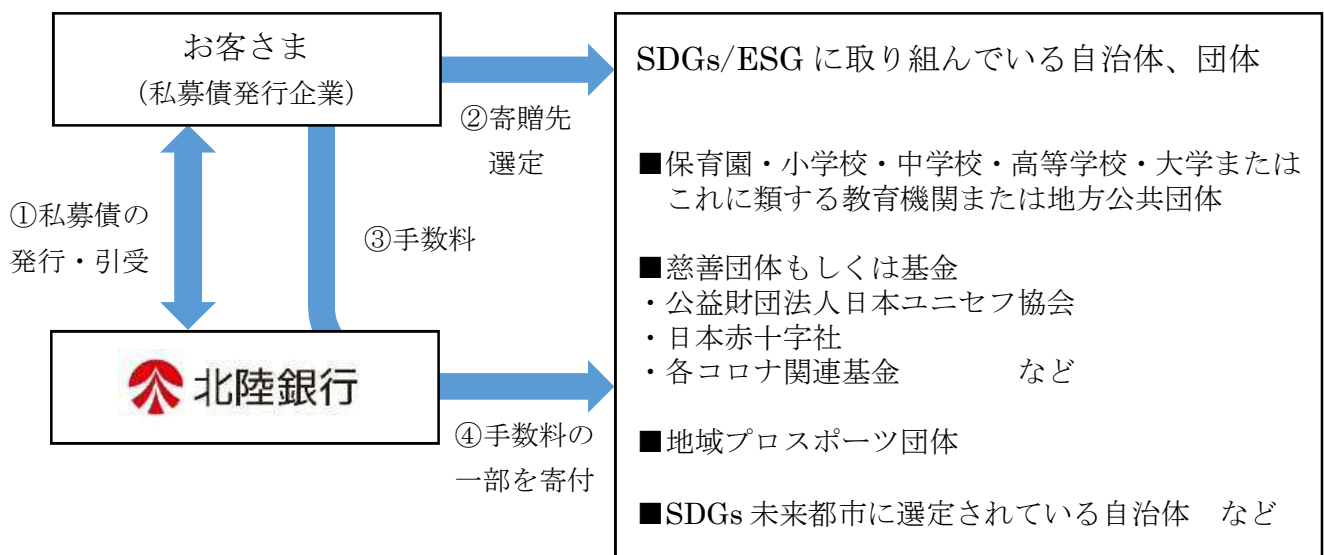 お客さま
（私募債発行企業）
②寄贈先
選定
①私募債の
発行・引受
③手数料
北陸銀行
④手数料の
一部を寄付
SDGs/ESG に取り組んでいる自治体、団体
■保育園・小学校・中学校・高等学校・大学または
これに類する教育機関または地方公共団体
■慈善団体もしくは基金
・公益財団法人日本ユニセフ協会
・日本赤十字社
・各コロナ関連基金　　　　など
■地域プロスポーツ団体
■SDGs 未来都市に選定されている自治体　など